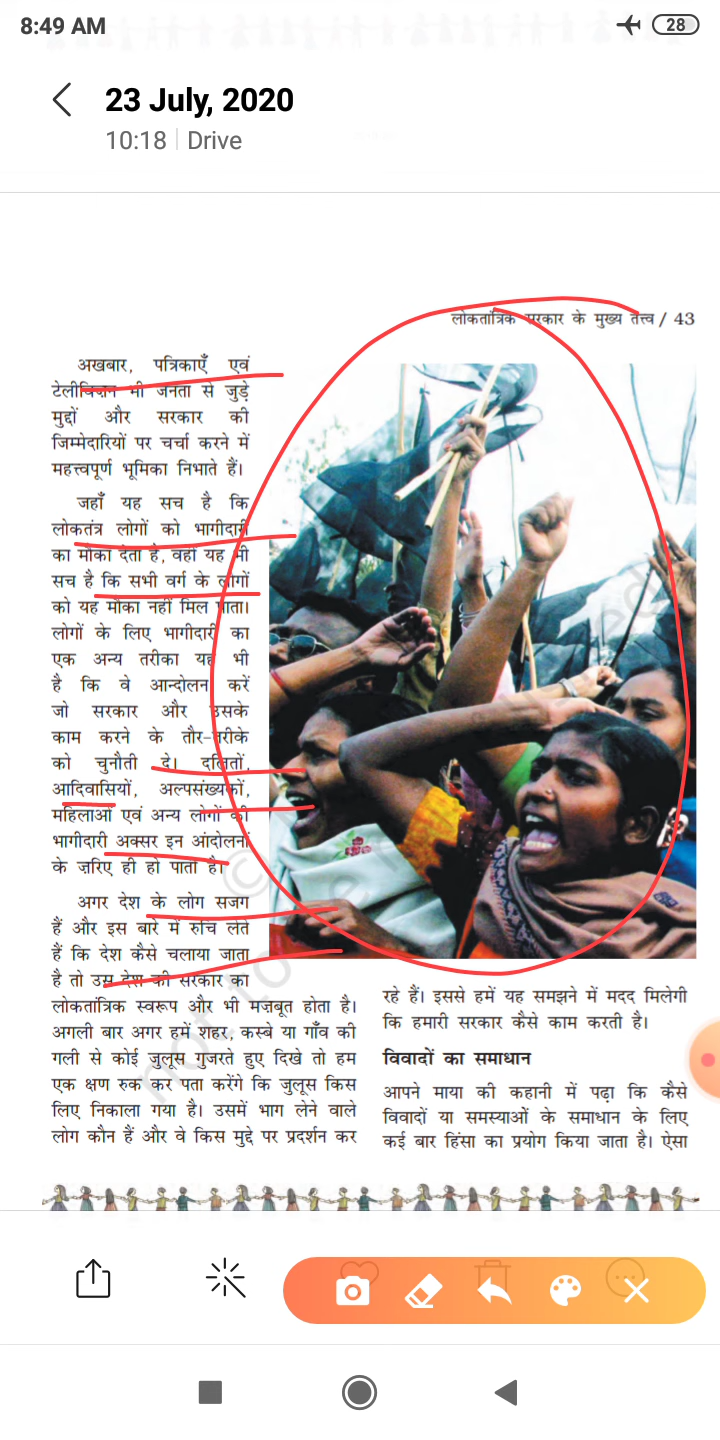 8:49 AM
28
23 July, 2020
10:18 | Drive
लोकतांत्रिक सरकार के मुख्य तत्त्व / 43
अखबार, पत्रिकाएँ एवं
टेलीविज़न भी जनता से जुड़े
मुद्दों और सरकार की
जिम्मेदारियों पर चर्चा करने में
महत्त्वपूर्ण भूमिका निभाते हैं।
जहाँ यह सच है कि
लोकतंत्र लोगों को भागीदारी
का मौका देता है, वहीं यह भी
सच है कि सभी वर्ग के लोगों
को यह मौका नहीं मिल पाता।
लोगों के लिए भागीदारी का
एक अन्य तरीका यह भी
है कि वे आन्दोलन करें
जो सरकार और उसके
काम करने के तौर-तरीके
को चुनौती दे। दलितों,
आदिवासियों, अल्पसंख्यकों,
महिलाओं एवं अन्य लोगों की
भागीदारी अक्सर इन आंदोलनों
के ज़रिए ही हो पाती है।
अगर देश के लोग सजग
हैं और इस बारे में रुचि लेते
हैं कि देश कैसे चलाया जाता
है तो उस देश की सरकार का
लोकतांत्रिक स्वरूप और भी मज़बूत होता है।
अगली बार अगर हमें शहर, कस्बे या गाँव की
गली से कोई जुलूस गुजरते हुए दिखे तो हम
एक क्षण रुक कर पता करेंगे कि जुलूस किस
लिए निकाला गया है। उसमें भाग लेने वाले
लोग कौन हैं और वे किस मुद्दे पर प्रदर्शन कर
रहे हैं। इससे हमें यह समझने में मदद मिलेगी
कि हमारी सरकार कैसे काम करती है।
विवादों का समाधान
आपने माया की कहानी में पढ़ा कि कैसे
विवादों या समस्याओं के समाधान के लिए
कई बार हिंसा का प्रयोग किया जाता है। ऐसा